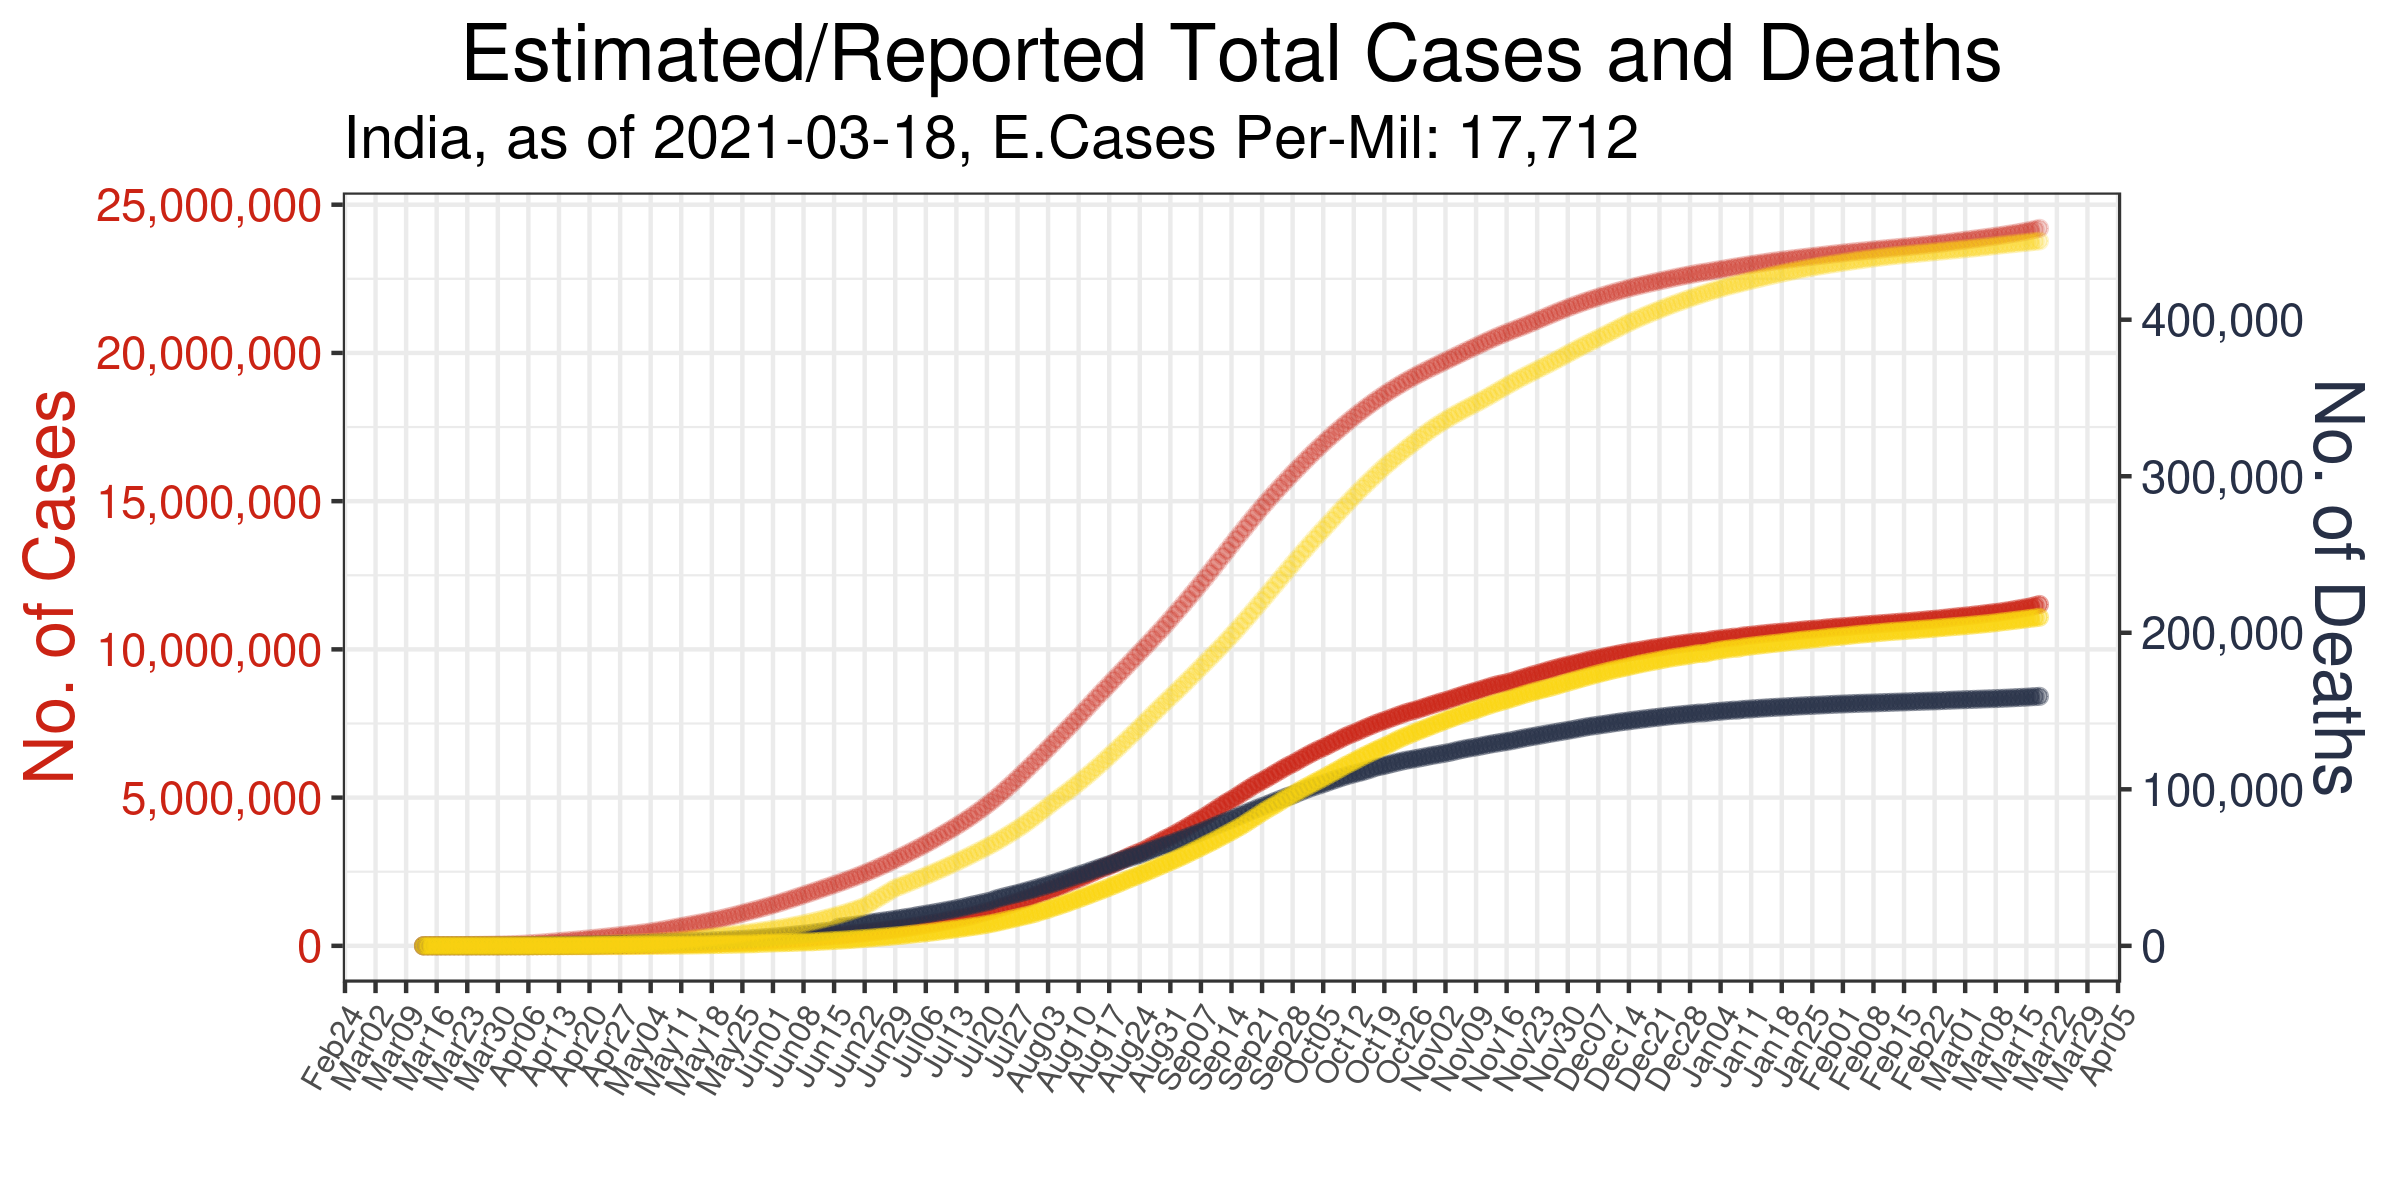 Estimated/Reported Total Cases and Deaths
India, as of 2021-03-18, E.Cases Per-Mil: 17,712
No. of Cases
25,000,000
20,000,000
15,000,000
10,000,000
5,000,000
0
400,000
300,000
200,000
100,000
0
No. of Deaths
Feb24
Mar02
Mar09
Mar16
Mar23
Mar30
Apr06
Apr13
Apr20
Apr27
May04
May11
May18
May25
Jun01
Jun08
Jun15
Jun22
Jun29
Jul06
Jul13
Jul20
Jul27
Aug03
Aug10
Aug17
Aug24
Aug31
Sep07
Sep14
Sep21
Sep28
Oct05
Oct12
Oct19
Oct26
Nov02
Nov09
Nov16
Nov23
Nov30
Dec07
Dec14
Dec21
Dec28
Dec04
Jan11
Jan18
Jan25
Feb01
Feb08
Feb15
Feb22
Mar01
Mar08
Mar15
Mar22
Mar29
Apr05